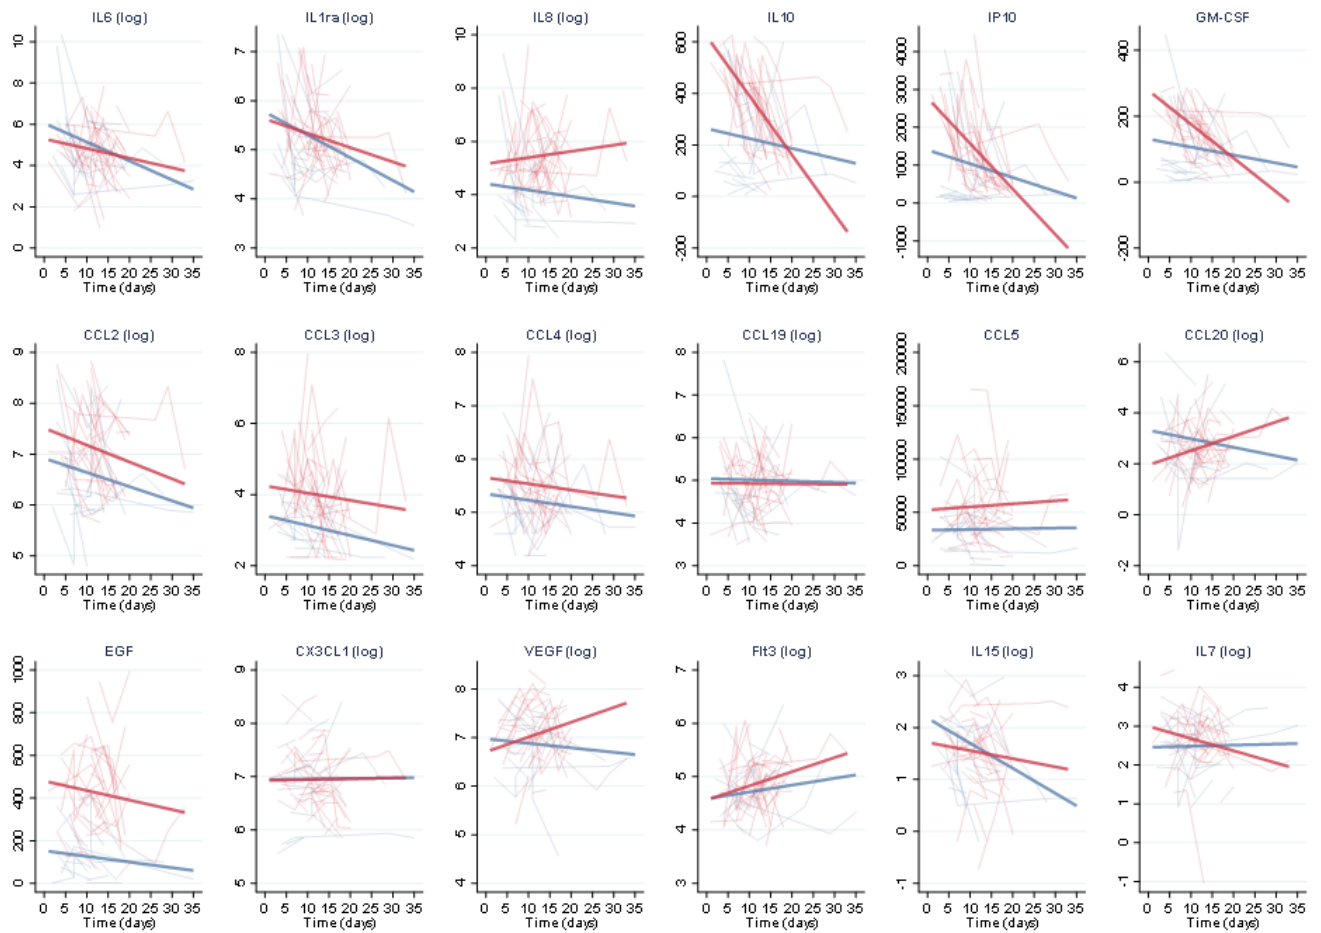 IL6 (log) IL1ra (log) IL8 (log) IL10 IP10 GM-CSF
10 8 6 4 2 0
7 6 5 4 3
10 8 6 4 2
600 400 200 0 -200
4000 3000 2000 1000 0 -1000
400 200 0 -200
0 5 10 15 20 25 30 35 0 5 10 15 20 25 30 35 0 5 10 15 20 25 30 35 0 5 10 15 20 25 30 35 0 5 10 15 20 25 30 35 0 5 10 15 20 25 30 35
Time (days) Time (days) Time (days) Time (days) Time (days) Time (days)
CCL2 (log) CCL3 (log) CCL4 (log) CCL19 (log) CCL5 CCL20 (log)
9 8 7 6 5
8 6 4 2
8 7 6 5 4
8 7 6 5 4 3
200000 150000 100000 50000 0
6 4 2 0 -2
0 5 10 15 20 25 30 35 0 5 10 15 20 25 30 35 0 5 10 15 20 25 30 35 0 5 10 15 20 25 30 35 0 5 10 15 20 25 30 35 0 5 10 15 20 25 30 35
Time (days) Time (days) Time (days) Time (days) Time (days) Time (days)
EGF CX3CL1 (log) VEGF (log) Flt3 (log) IL15 (log) IL7 (log)
1000 800 600 400 200 0
9 8 7 6 5
8 7 6 5 4
7 6 5 4 3
3 2 1 0 -1
4 3 2 1 0 -1
0 5 10 15 20 25 30 35 0 5 10 15 20 25 30 35 0 5 10 15 20 25 30 35 0 5 10 15 20 25 30 35 0 5 10 15 20 25 30 35 0 5 10 15 20 25 30 35
Time (days) Time (days) Time (days) Time (days) Time (days) Time (days)